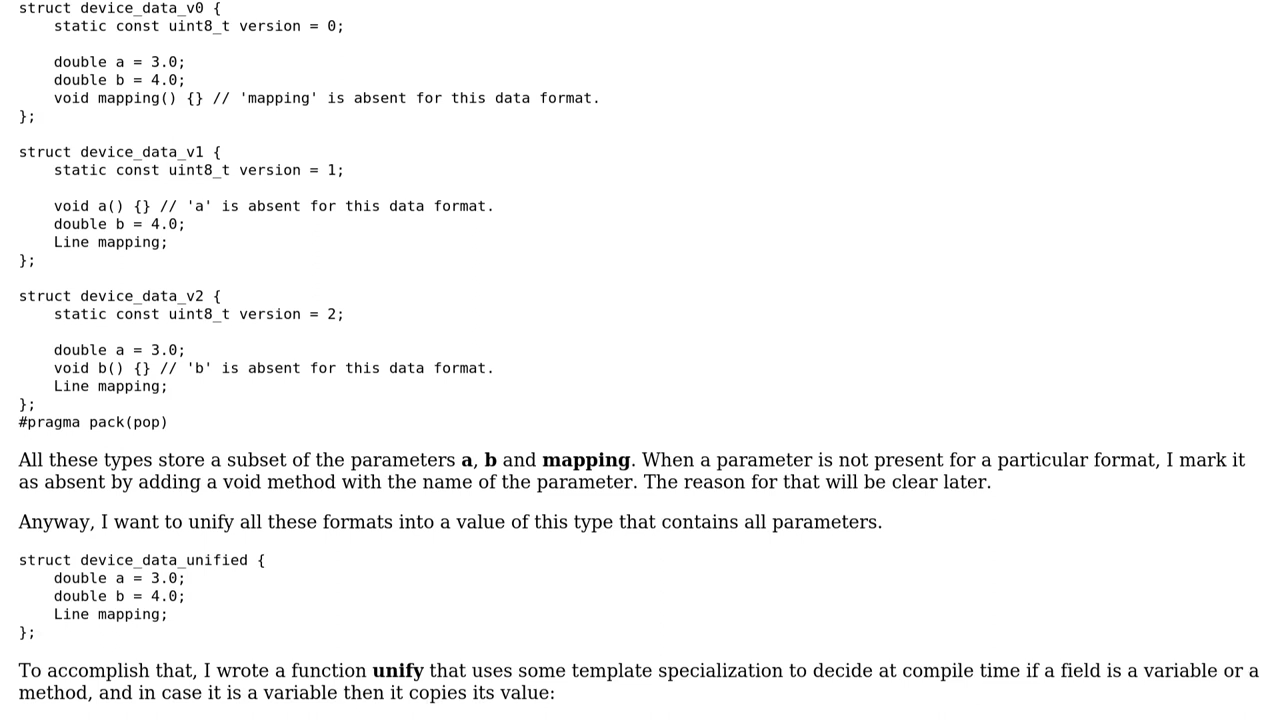 struct device_data_v0 {
    static const uint8_t version = 0;

    double a = 3.0;
    double b = 4.0;
    void mapping() {} // 'mapping' is absent for this data format.
};

struct device_data_v1 {
    static const uint8_t version = 1;

    void a() {} // 'a' is absent for this data format.
    double b = 4.0;
    Line mapping;
};

struct device_data_v2 {
    static const uint8_t version = 2;

    double a = 3.0;
    void b() {} // 'b' is absent for this data format.
    Line mapping;
};
#pragma pack(pop)

All these types store a subset of the parameters a, b and mapping. When a parameter is not present for a particular format, I mark it
as absent by adding a void method with the name of the parameter. The reason for that will be clear later.

Anyway, I want to unify all these formats into a value of this type that contains all parameters.

struct device_data_unified {
    double a = 3.0;
    double b = 4.0;
    Line mapping;
};

To accomplish that, I wrote a function unify that uses some template specialization to decide at compile time if a field is a variable or a
method, and in case it is a variable then it copies its value: